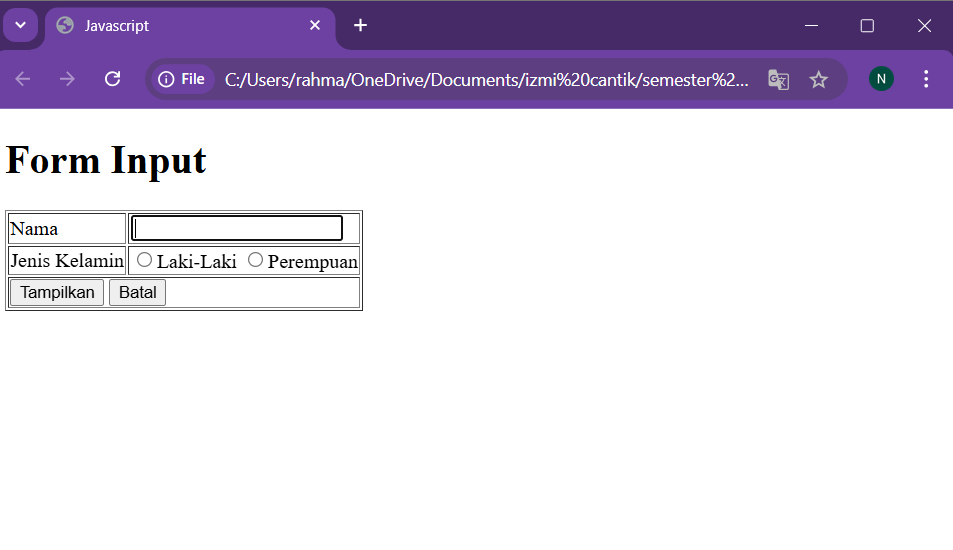 Javascript
File C:/Users/rahma/OneDrive/Documents/izmi%20cantik/semester%2...
N
Form Input
Nama
Jenis Kelamin Laki-Laki Perempuan
Tampilkan Batal